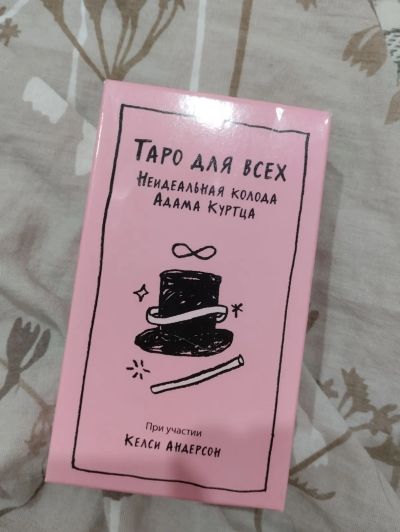 Таро для всех
Неидеальная колода
Адама Куртца
При участии
Келси Андерсон